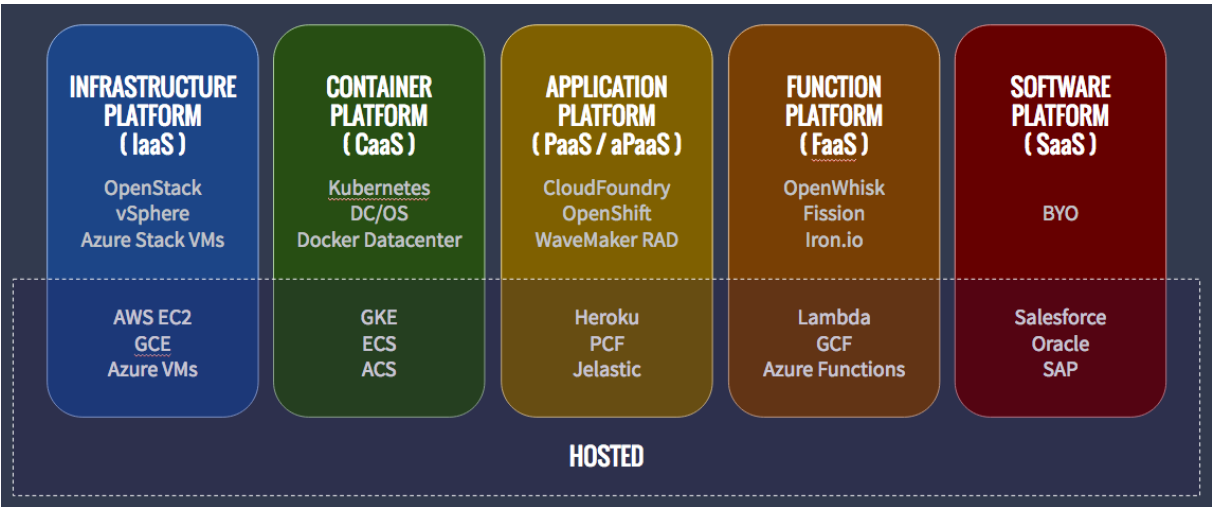 INFRASTRUCTURE
PLATFORM
( IaaS )
OpenStack
vSphere
Azure Stack VMs
AWS EC2
GCE
Azure VMs
CONTAINER
PLATFORM
( CaaS )
Kubernetes
DC/OS
Docker Datacenter
GKE
ECS
ACS
APPLICATION
PLATFORM
( PaaS / aPaaS )
CloudFoundry
OpenShift
WaveMaker RAD
Heroku
PCF
Jelastic
FUNCTION
PLATFORM
( FaaS )
OpenWhisk
Fission
Iron.io
Lambda
GCF
Azure Functions
SOFTWARE
PLATFORM
( SaaS )
BYO
Salesforce
Oracle
SAP
HOSTED